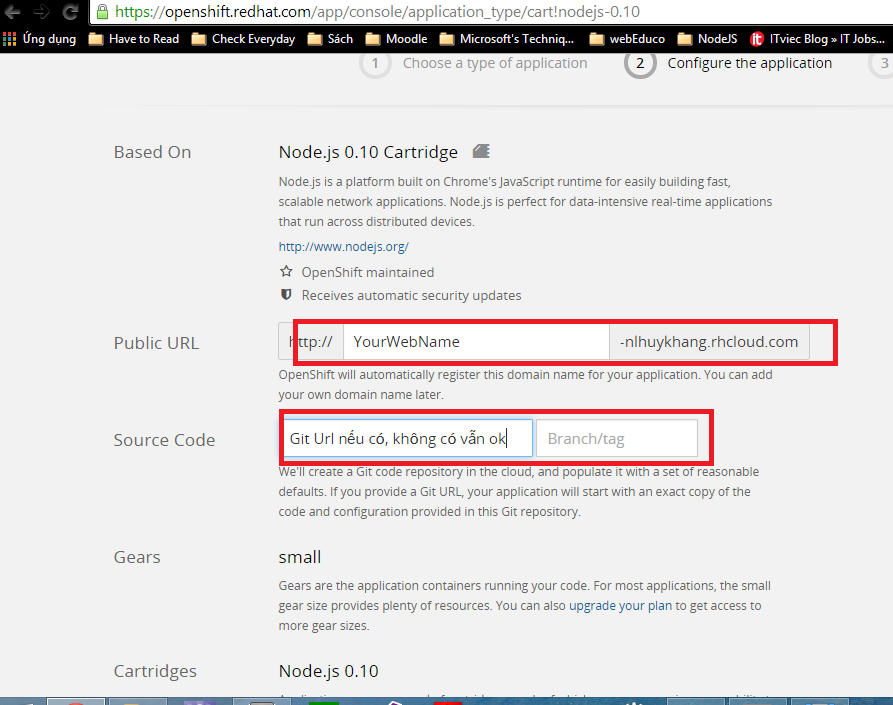 https://openshift.redhat.com/app/console/application_type/cart!nodejs-0.10
Ứng dụng Have to Read Check Everyday Sách Moodle Microsoft's Techniq... webEduco NodeJS ITviec Blog » IT Jobs...
1 Choose a type of application 2 Configure the application 3
Based On Node.js 0.10 Cartridge
Node.js is a platform built on Chrome's JavaScript runtime for easily building fast,
scalable network applications. Node.js is perfect for data-intensive real-time applications
that run across distributed devices.
http://www.nodejs.org/
OpenShift maintained
Receives automatic security updates
Public URL http:// YourWebName -nlhuykhang.rhcloud.com
OpenShift will automatically register this domain name for your application. You can add
your own domain name later.
Source Code Git Url nếu có, không có vẫn ok Branch/tag
We'll create a Git code repository in the cloud, and populate it with a set of reasonable
defaults. If you provide a Git URL, your application will start with an exact copy of the
code and configuration provided in this Git repository.
Gears small
Gears are the application containers running your code. For most applications, the small
gear size provides plenty of resources. You can also upgrade your plan to get access to
more gear sizes.
Cartridges Node.js 0.10